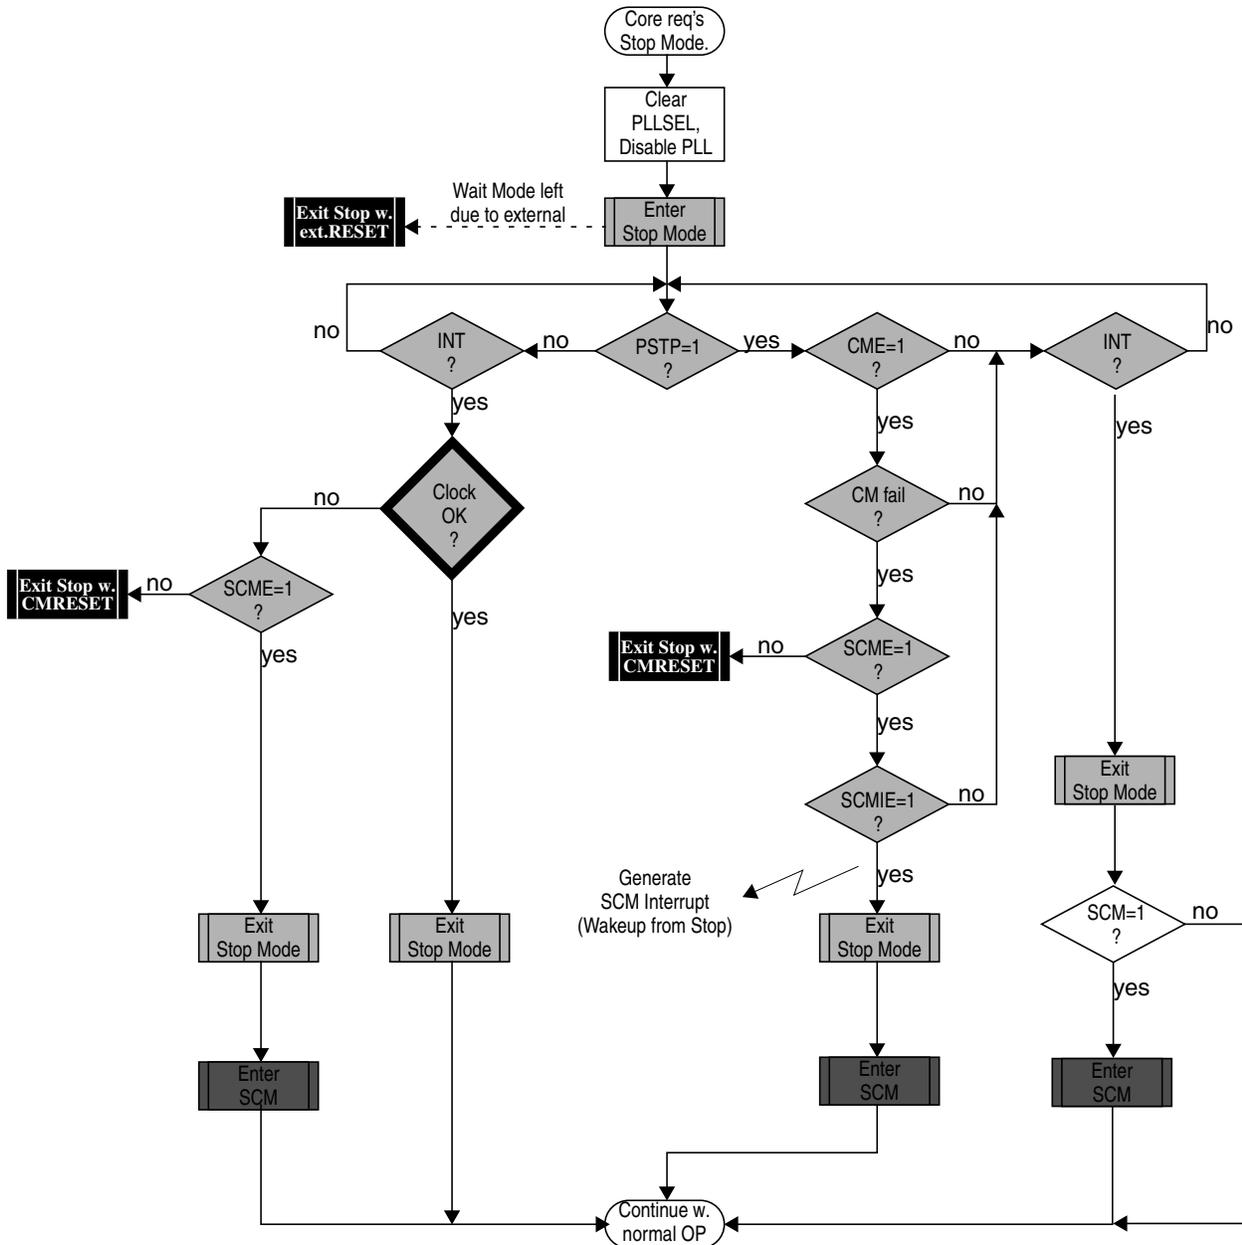 Core req's
Stop Mode.
Clear
PLLSEL,
Disable PLL
Wait Mode left
due to external
Exit Stop w.
ext.RESET
Enter
Stop Mode
no
INT
?
no
PSTP=1
?
yes
CME=1
?
no
INT
?
no
yes
yes
yes
Clock
OK
?
no
CM fail
?
no
Exit Stop w.
CMRESET
no
SCME=1
?
yes
yes
yes
Exit Stop w.
CMRESET
no
SCME=1
?
yes
yes
SCMIE=1
?
no
Exit
Stop Mode
Generate
SCM Interrupt
(Wakeup from Stop)
yes
Exit
Stop Mode
Exit
Stop Mode
Exit
Stop Mode
SCM=1
?
no
yes
Enter
SCM
Enter
SCM
Enter
SCM
Continue w.
normal OP